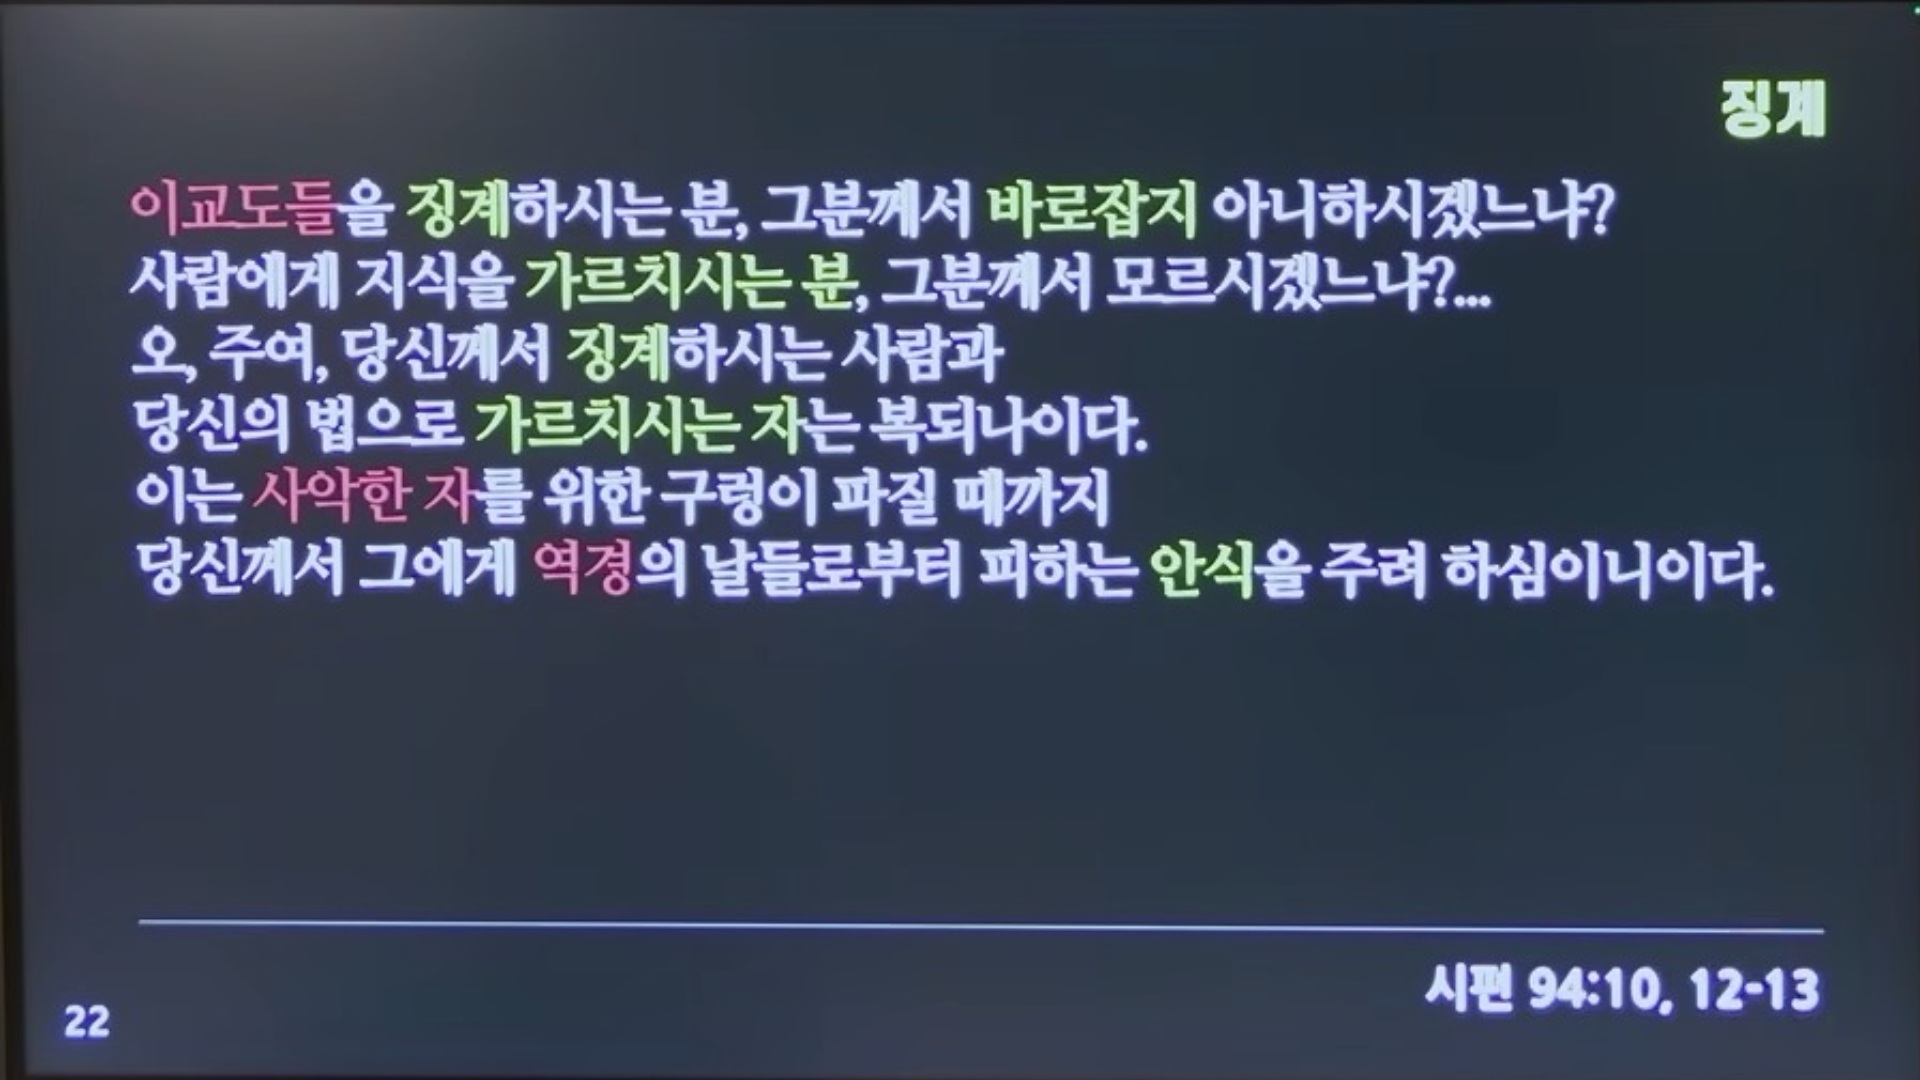 징계
이교도들을 징계하시는 분, 그분께서 바로잡지 아니하시겠느냐?
사람에게 지식을 가르치시는 분, 그분께서 모르시겠느냐?...
오, 주여, 당신께서 징계하시는 사람과
당신의 법으로 가르치시는 자는 복되나이다.
이는 사악한 자를 위한 구렁이 파질 때까지
당신께서 그에게 역경의 날들로부터 피하는 안식을 주려 하심이니이다.
시편 94:10, 12-13
22